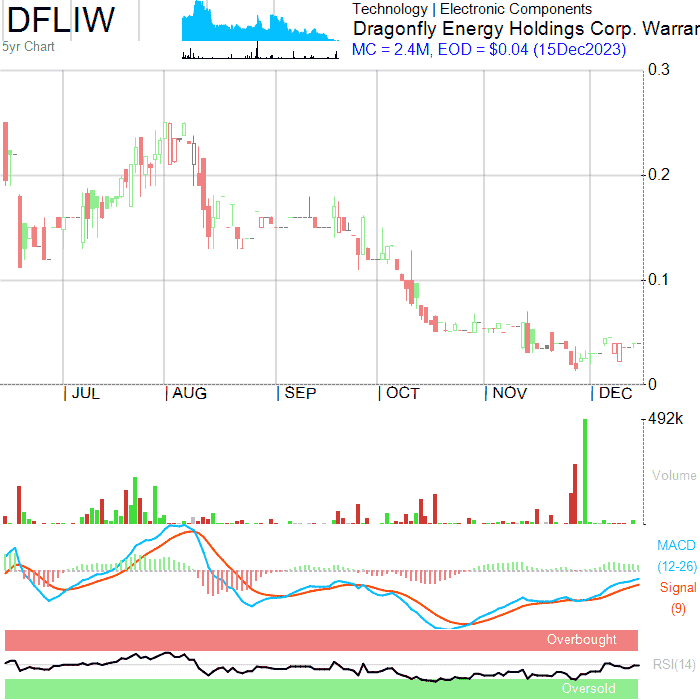 DFLIW
5yr Chart
Technology | Electronic Components
Dragonfly Energy Holdings Corp. Warran
MC = 2.4M, EOD = $0.04 (15Dec2023)
0.3
0.2
0.1
0
JUL AUG SEP OCT NOV DEC
492k
Volume
MACD
(12-26)
Signal
(9)
Overbought
RSI(14)
Oversold